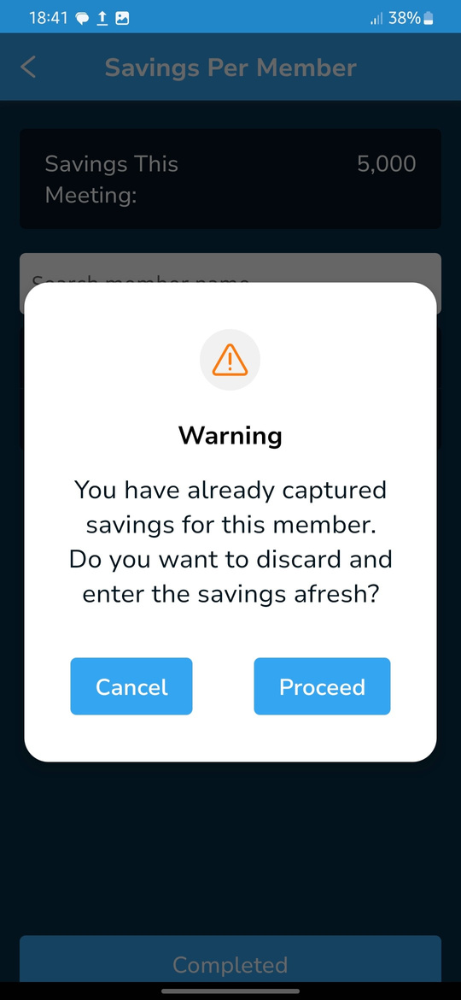 18:41
38%
Savings Per Member
Savings This
5,000
Meeting:
Search member name
Warning
You have already captured
savings for this member.
Do you want to discard and
enter the savings afresh?
Cancel
Proceed
Completed